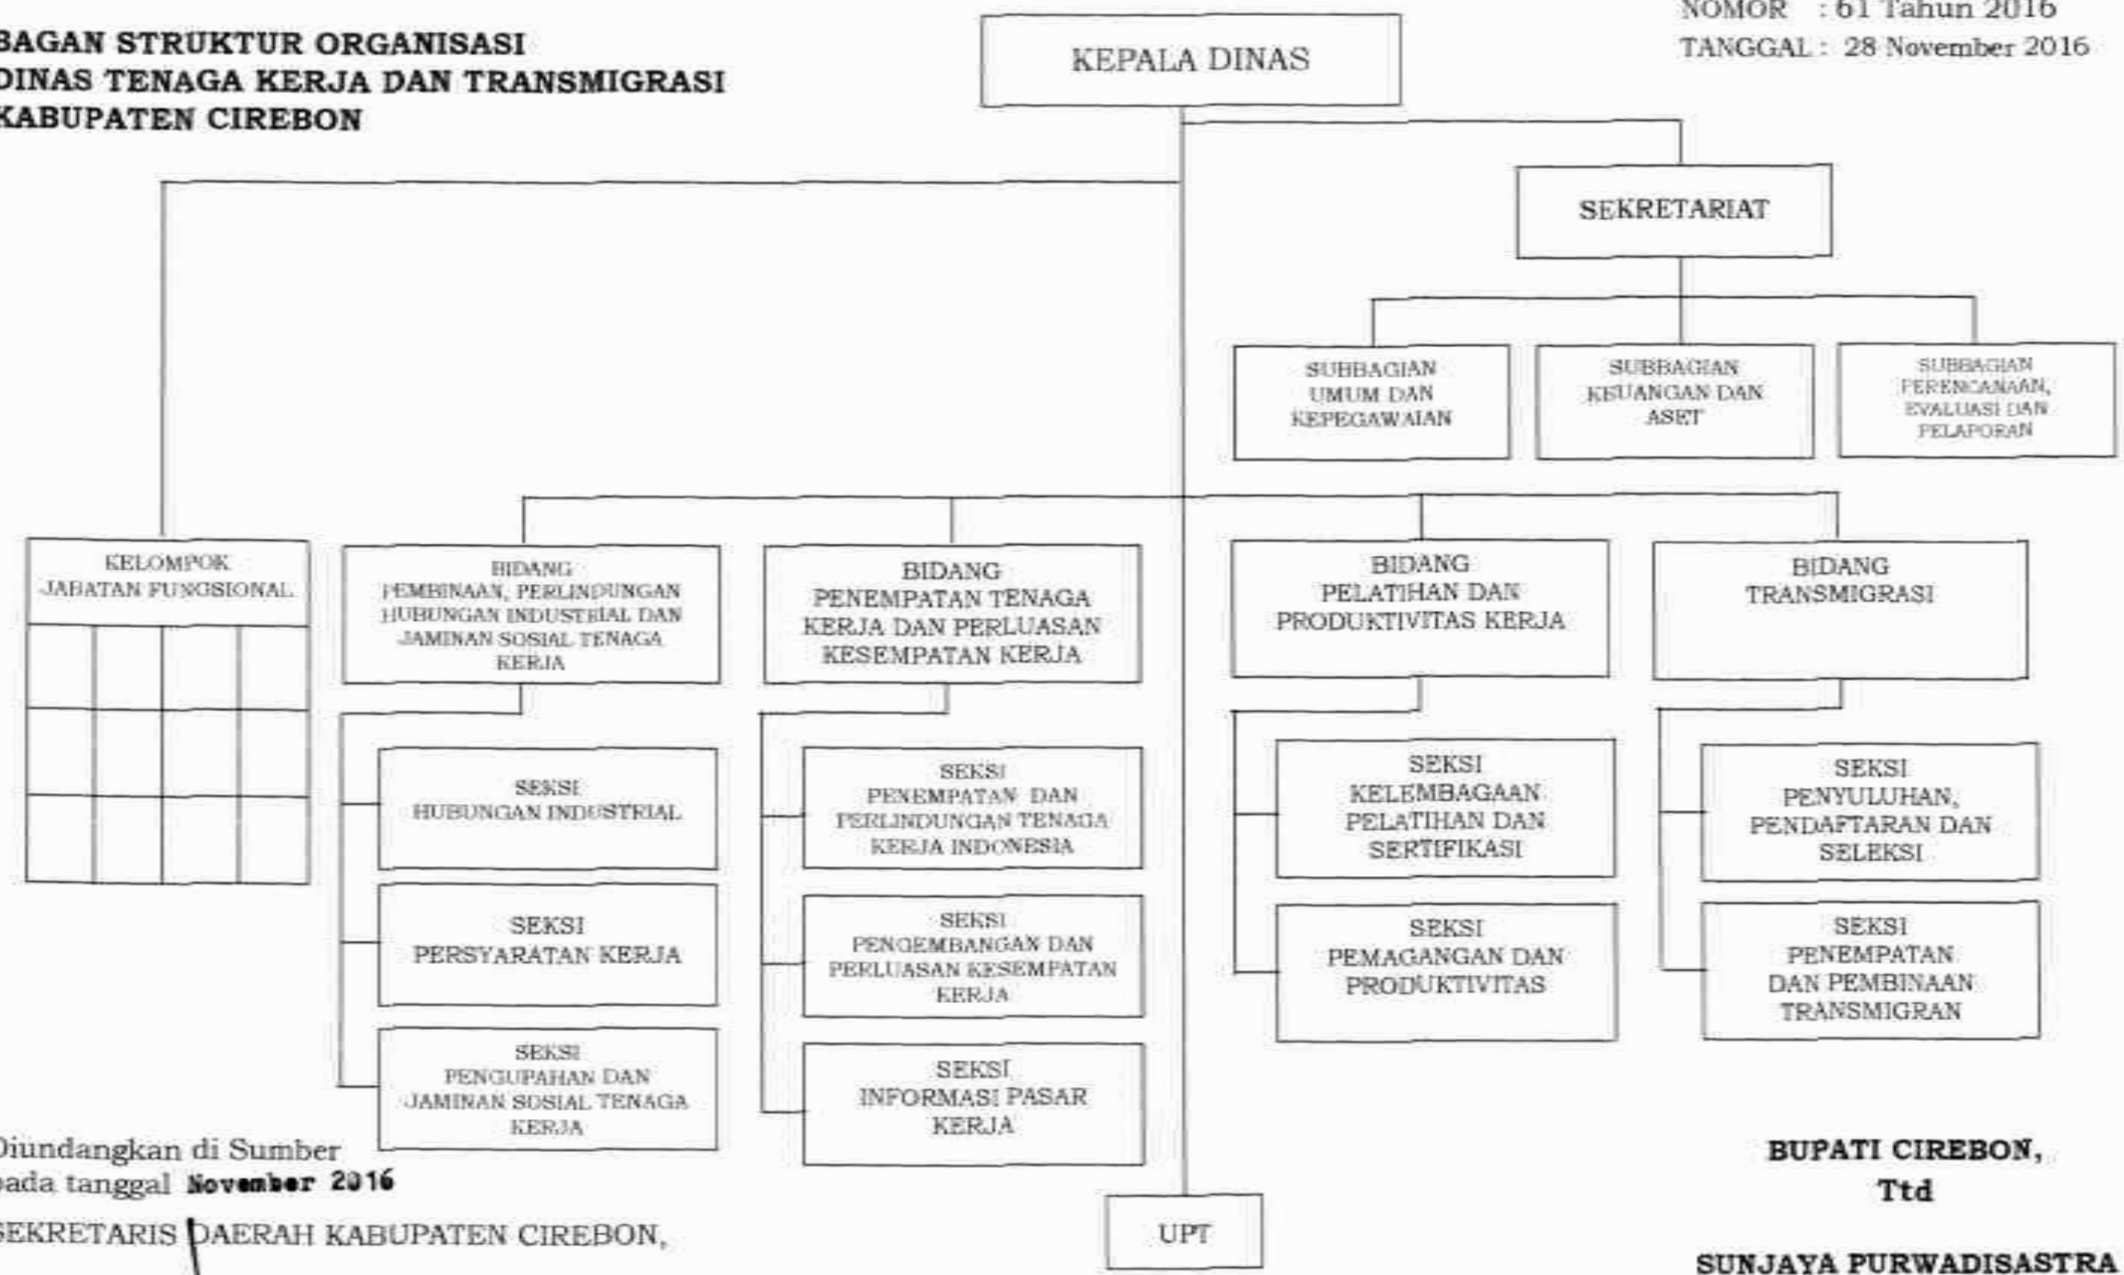 BAGAN STRUKTUR ORGANISASI
DINAS TENAGA KERJA DAN TRANSMIGRASI
KABUPATEN CIREBON
NOMOR : 61 Tahun 2016
TANGGAL : 28 November 2016
KEPALA DINAS
SEKRETARIAT
SUBBAGIAN
UMUM DAN
KEPEGAWAIAN
SUBBAGIAN
KEUANGAN DAN
ASET
SUBBAGIAN
PERENCANAAN,
EVALUASI DAN
PELAPORAN
KELOMPOK
JABATAN FUNGSIONAL
BIDANG
PEMBINAAN, PERLINDUNGAN
HUBUNGAN INDUSTRIAL DAN
JAMINAN SOSIAL TENAGA
KERJA
SEKSI
HUBUNGAN INDUSTRIAL
SEKSI
PERSYARATAN KERJA
SEKSI
PENGUPAHAN DAN
JAMINAN SOSIAL TENAGA
KERJA
BIDANG
PENEMPATAN TENAGA
KERJA DAN PERLUASAN
KESEMPATAN KERJA
SEKSI
PENEMPATAN DAN
PERLINDUNGAN TENAGA
KERJA INDONESIA
SEKSI
PENGEMBANGAN DAN
PERLUASAN KESEMPATAN
KERJA
SEKSI
INFORMASI PASAR
KERJA
BIDANG
PELATIHAN DAN
PRODUKTIVITAS KERJA
SEKSI
KELEMBAGAAN
PELATIHAN DAN
SERTIFIKASI
SEKSI
PEMAGANGAN DAN
PRODUKTIVITAS
BIDANG
TRANSMIGRASI
SEKSI
PENYULUHAN,
PENDAFTARAN DAN
SELEKSI
SEKSI
PENEMPATAN
DAN PEMBINAAN
TRANSMIGRAN
UPT
Diundangkan di Sumber
pada tanggal November 2016
SEKRETARIS DAERAH KABUPATEN CIREBON,
BUPATI CIREBON,
Ttd
SUNJAYA PURWADISASTRA